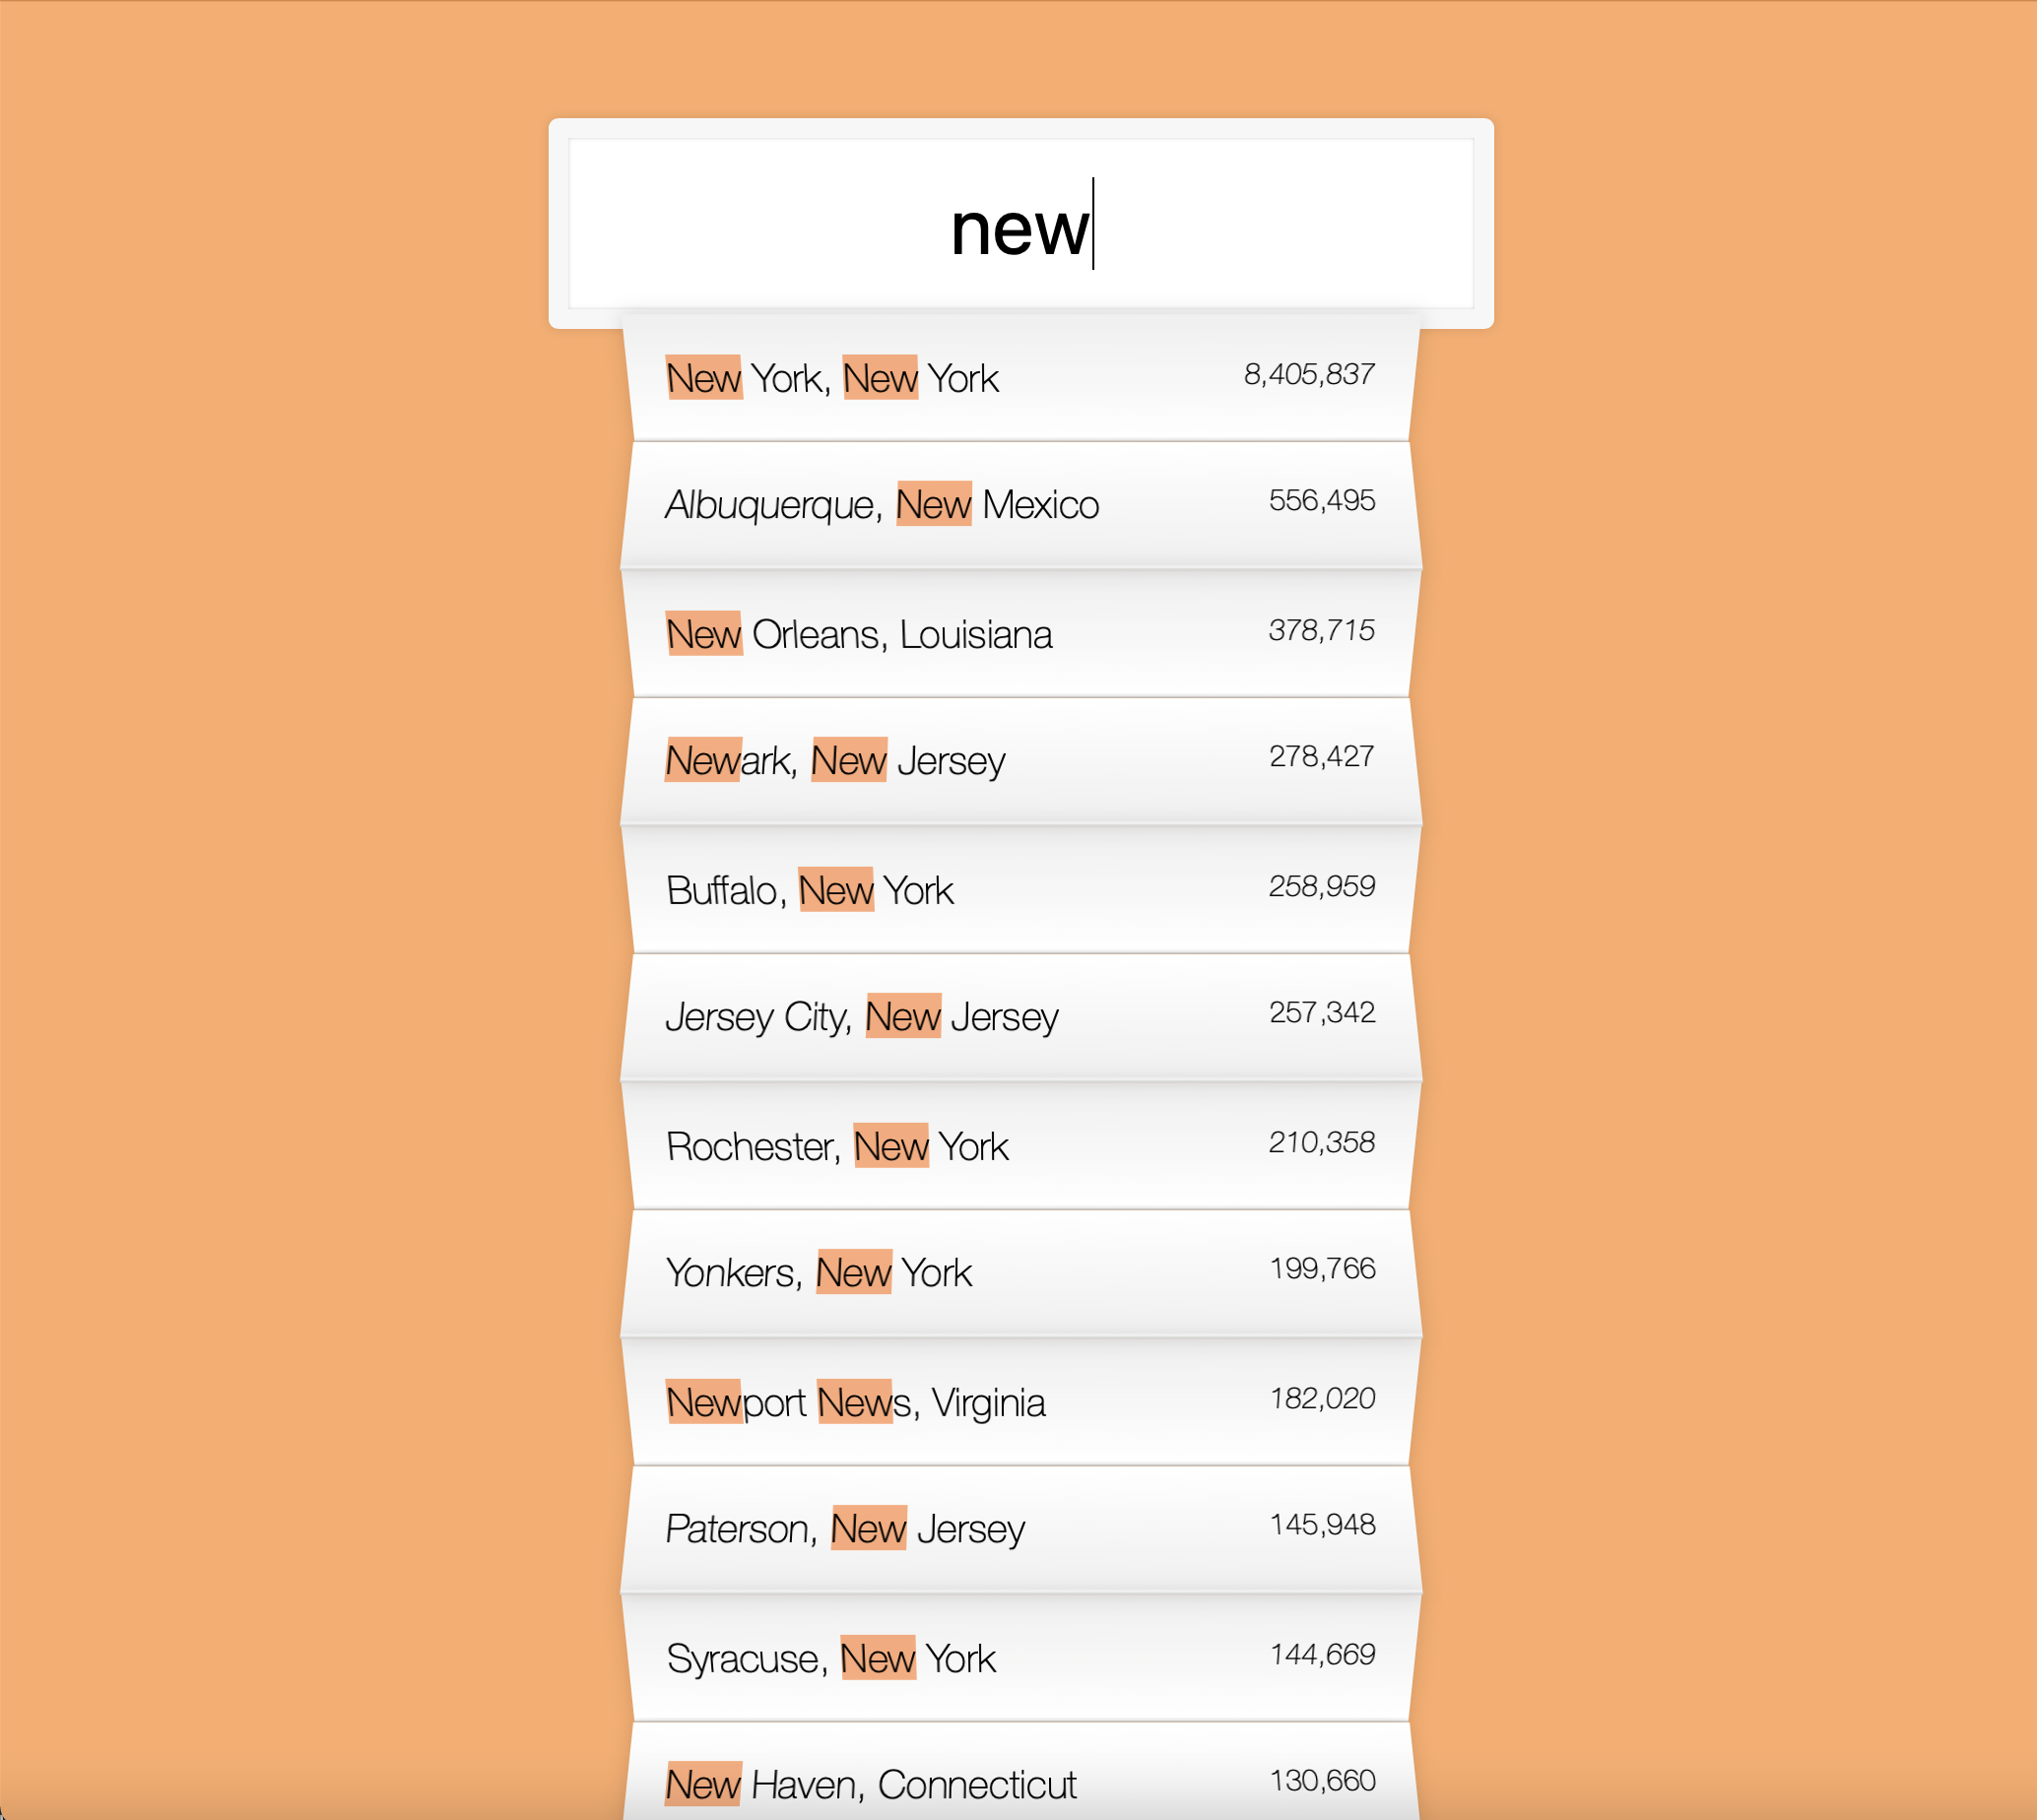 new
New York, New York 8,405,837
Albuquerque, New Mexico 556,495
New Orleans, Louisiana 378,715
Newark, New Jersey 278,427
Buffalo, New York 258,959
Jersey City, New Jersey 257,342
Rochester, New York 210,358
Yonkers, New York 199,766
Newport News, Virginia 182,020
Paterson, New Jersey 145,948
Syracuse, New York 144,669
New Haven, Connecticut 130,660